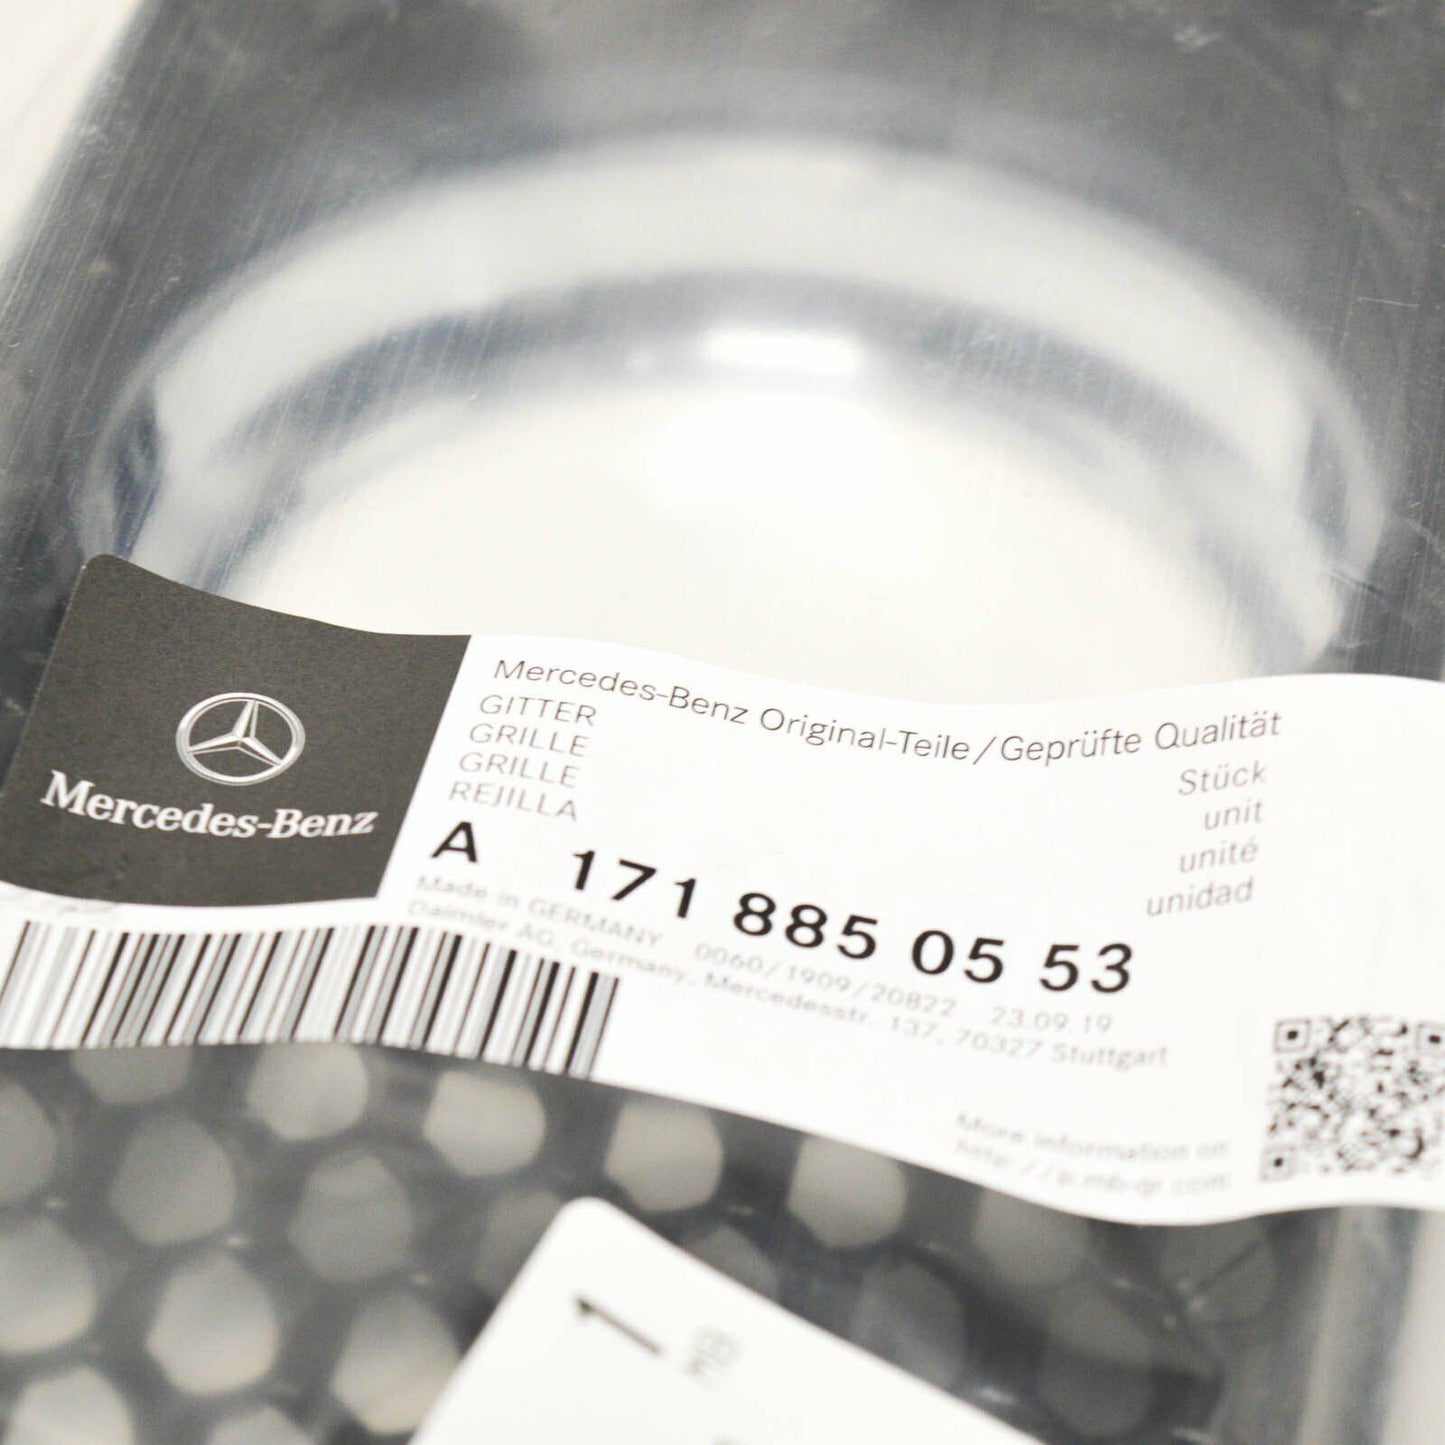 Mercedes-Benz
Mercedes-Benz Original-Teile / Geprüfte Qualität
GITTER
GRILLE
GRILLE
REJILLA
Stück
unit
unité
unidad
A 171 885 05 53
Made in GERMANY 0060/1909/20822 23.09.19
Daimler AG, Germany, Mercedesstr. 137, 70327 Stuttgart
More information on
http://p.mb-qr.com
1
MB